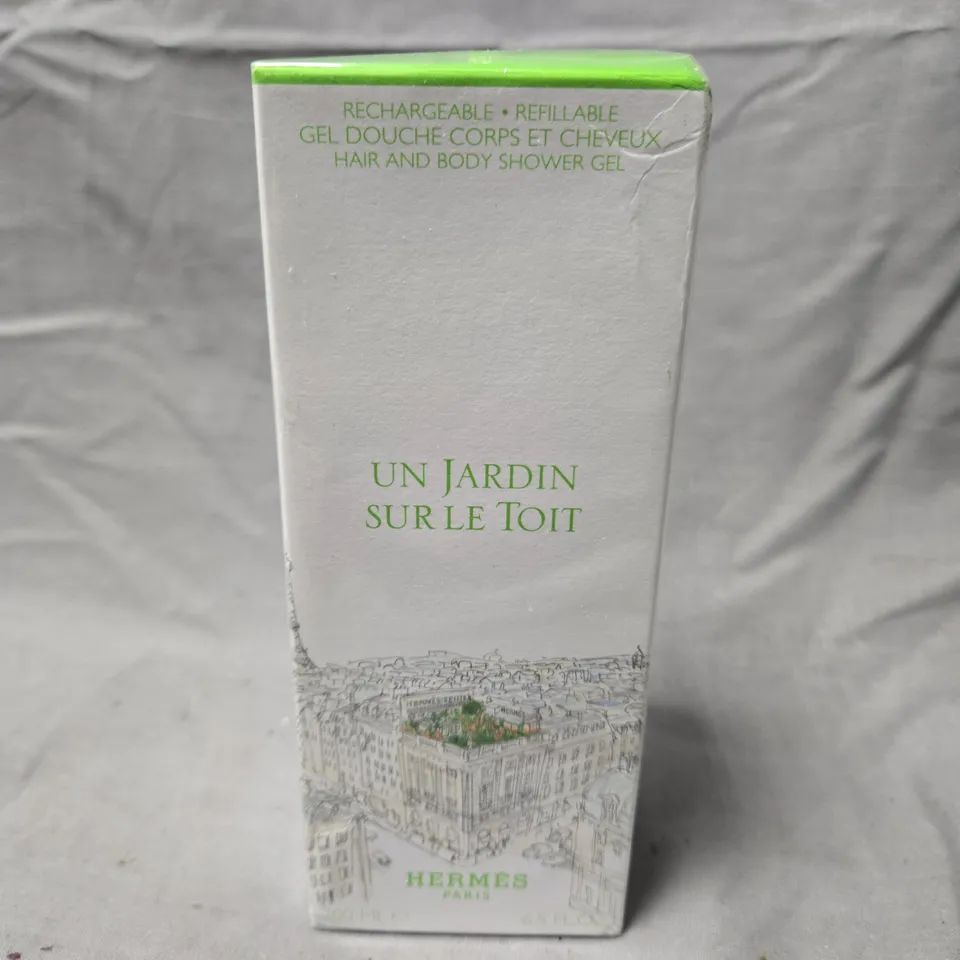 RECHARGEABLE • REFILLABLE
GEL DOUCHE CORPS ET CHEVEUX
HAIR AND BODY SHOWER GEL
UN JARDIN
SUR LE TOIT
HERMÈS
PARIS